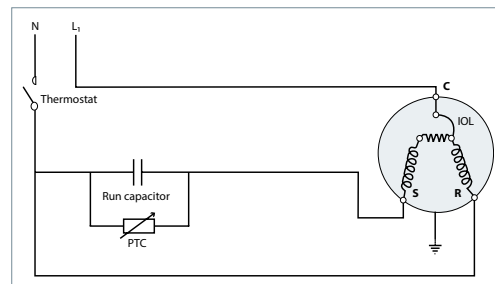 N L₁
C
Thermostat
IOL
Run capacitor
S R
PTC